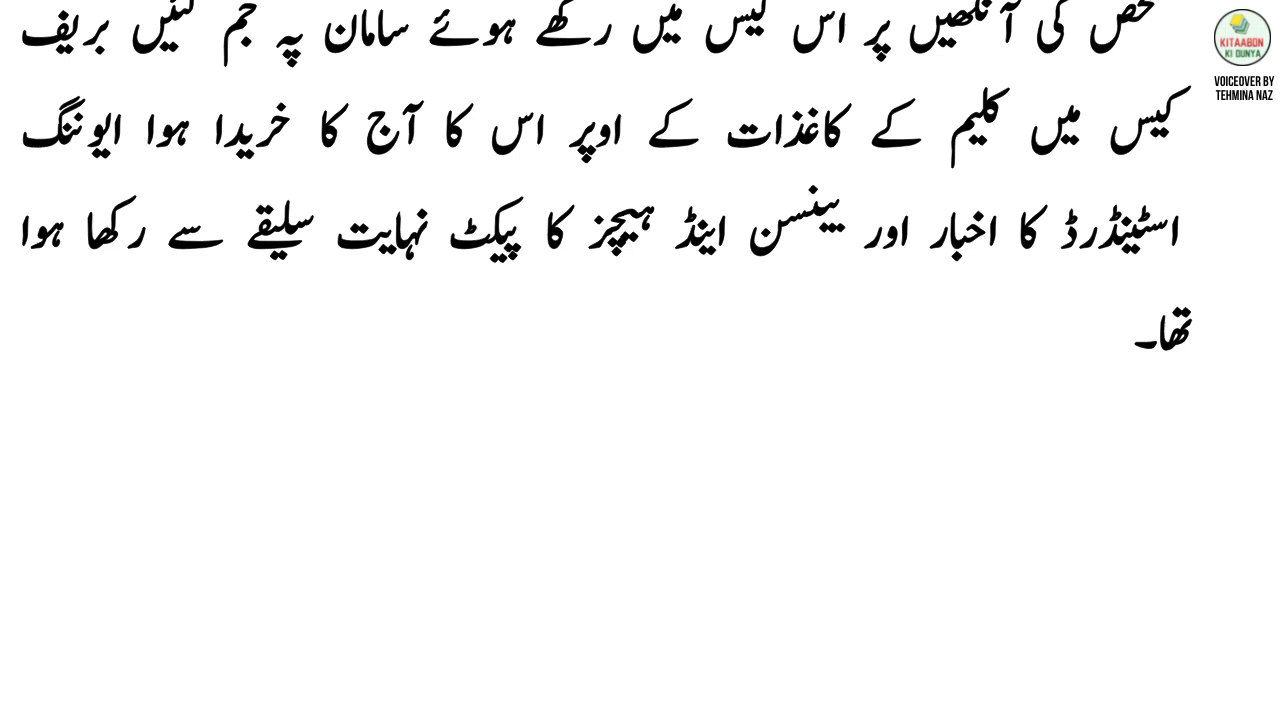 کی آنکھیں پر اس کیس میں رکھے ہوئے سامان پہ جم گئیں بریف
کیس میں کلیم کے کاغذات کے اوپر اس کا آج کا خریدا ہوا ایوننگ
اسٹینڈرڈ کا اخبار اور بینسن اینڈ ہیجز کا پیکٹ نہایت سلیقے سے رکھا ہوا
تھا۔
KITAABON
KI DUNYA
VOICEOVER BY
TEHMINA NAZ